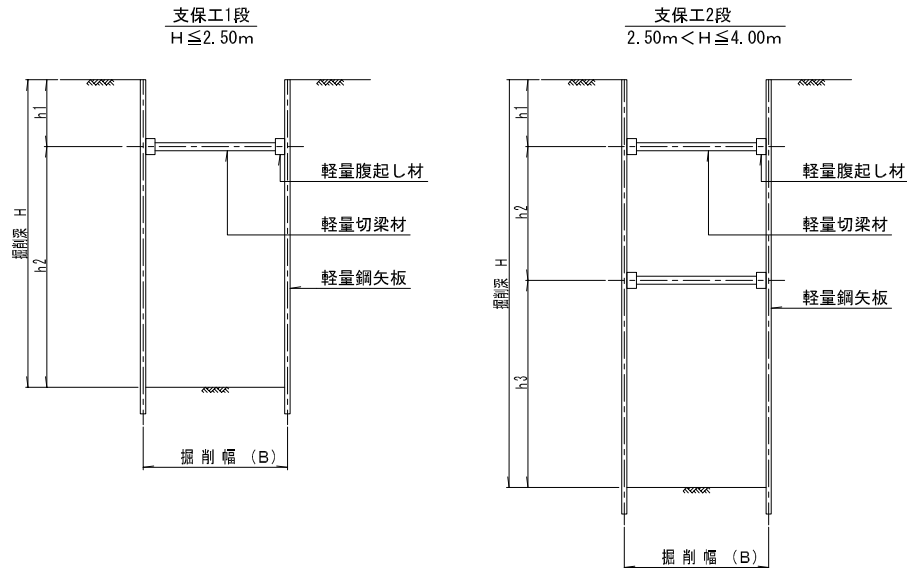 支保工1段
H≦2.50m
h1
軽量腹起し材
軽量切梁材
掘削深 H
h2
軽量鋼矢板
掘削幅 (B)
支保工2段
2.50m<H≦4.00m
h1
軽量腹起し材
h2
軽量切梁材
掘削深 H
軽量鋼矢板
h3
掘削幅 (B)